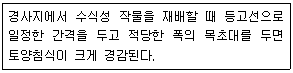 경사지에서 수식성 작물을 재배할 때 등고선으로
일정한 간격을 두고 적당한 폭의 목초대를 두면
토양침식이 크게 경감된다.